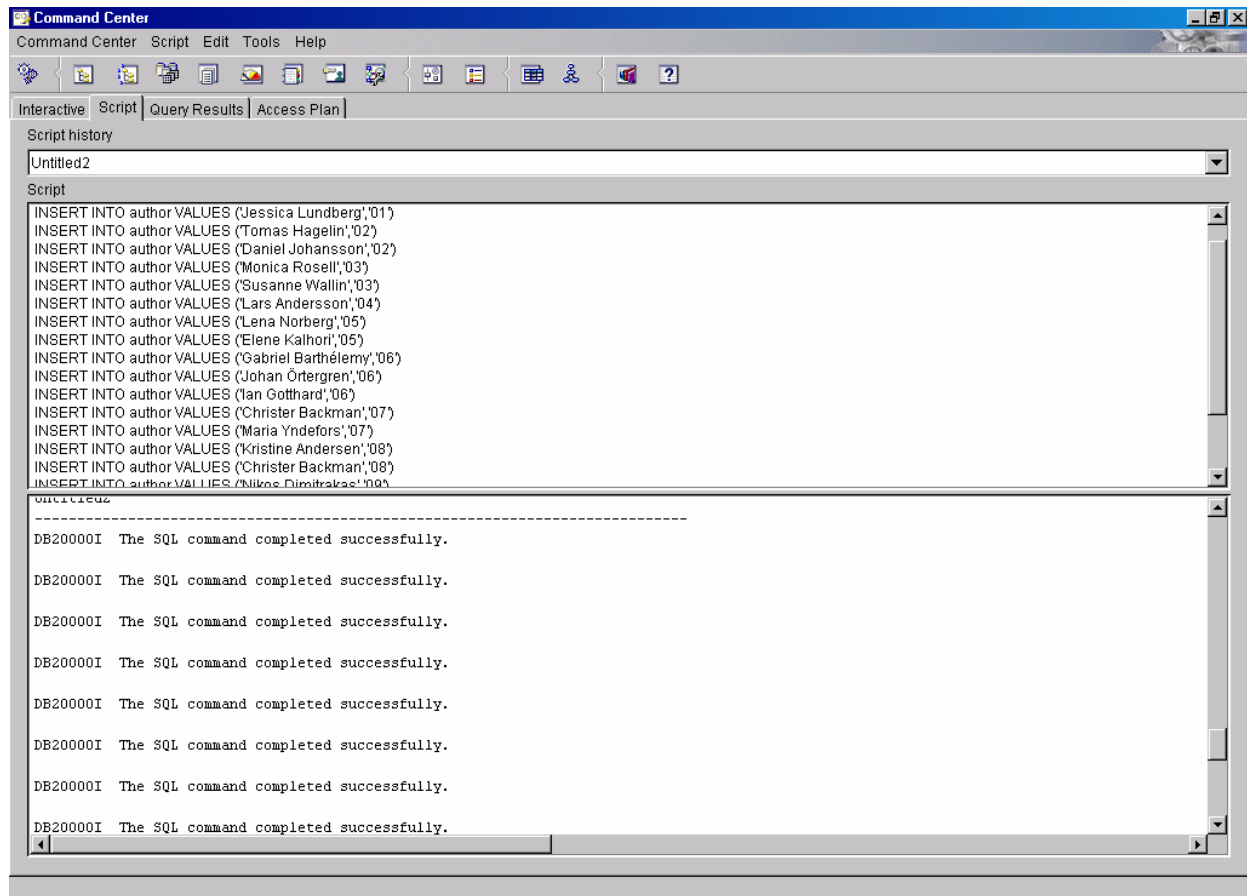 Command Center
Command Center Script Edit Tools Help
Interactive Script Query Results Access Plan
Script history
Untitled2
Script
INSERT INTO author VALUES ('Jessica Lundberg','01')
INSERT INTO author VALUES ('Tomas Hagelin','02')
INSERT INTO author VALUES ('Daniel Johansson','02')
INSERT INTO author VALUES ('Monica Rosell','03')
INSERT INTO author VALUES ('Susanne Wallin','03')
INSERT INTO author VALUES ('Lars Andersson','04')
INSERT INTO author VALUES ('Lena Norberg','05')
INSERT INTO author VALUES ('Elene Kalhori','05')
INSERT INTO author VALUES ('Gabriel Barthélemy','06')
INSERT INTO author VALUES ('Johan Örtergren','06')
INSERT INTO author VALUES ('Ian Gotthard','06')
INSERT INTO author VALUES ('Christer Backman','07')
INSERT INTO author VALUES ('Maria Yndefors','07')
INSERT INTO author VALUES ('Kristine Andersen','08')
INSERT INTO author VALUES ('Christer Backman','08')
INSERT INTO author VALUES ('Nikos Dimitrakas','09')
Untitled2
------------------------------------------------------------------------------
DB20000I The SQL command completed successfully.
DB20000I The SQL command completed successfully.
DB20000I The SQL command completed successfully.
DB20000I The SQL command completed successfully.
DB20000I The SQL command completed successfully.
DB20000I The SQL command completed successfully.
DB20000I The SQL command completed successfully.
DB20000I The SQL command completed successfully.